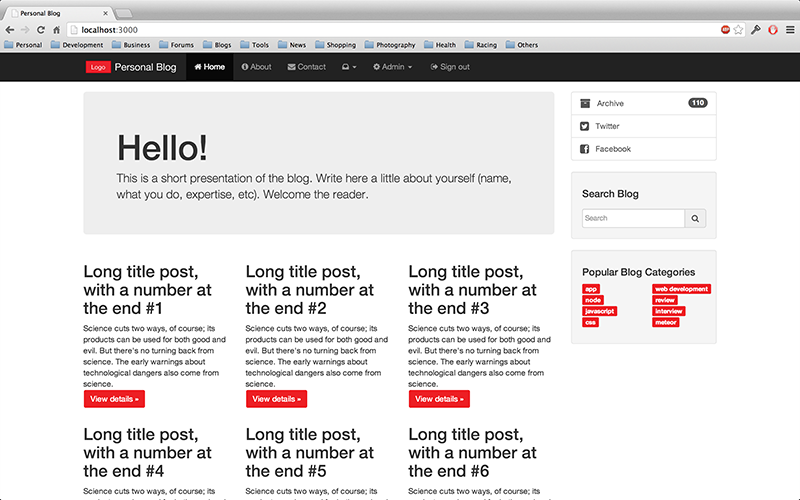 Personal Blog
localhost:3000
Personal Development Business Forums Blogs Tools News Shopping Photography Health Racing Others
Logo Personal Blog Home About Contact Admin Sign out
Hello!
This is a short presentation of the blog. Write here a little about yourself (name,
what you do, expertise, etc). Welcome the reader.
Archive 110
Twitter
Facebook
Search Blog
Search
Popular Blog Categories
app web development
node review
javascript interview
css meteor
Long title post,
with a number at
the end #1
Science cuts two ways, of course; its
products can be used for both good and
evil. But there's no turning back from
science. The early warnings about
technological dangers also come from
science.
View details »
Long title post,
with a number at
the end #2
Science cuts two ways, of course; its
products can be used for both good and
evil. But there's no turning back from
science. The early warnings about
technological dangers also come from
science.
View details »
Long title post,
with a number at
the end #3
Science cuts two ways, of course; its
products can be used for both good and
evil. But there's no turning back from
science. The early warnings about
technological dangers also come from
science.
View details »
Long title post,
with a number at
the end #4
Science cuts two ways, of course; its
Long title post,
with a number at
the end #5
Science cuts two ways, of course; its
Long title post,
with a number at
the end #6
Science cuts two ways, of course; its